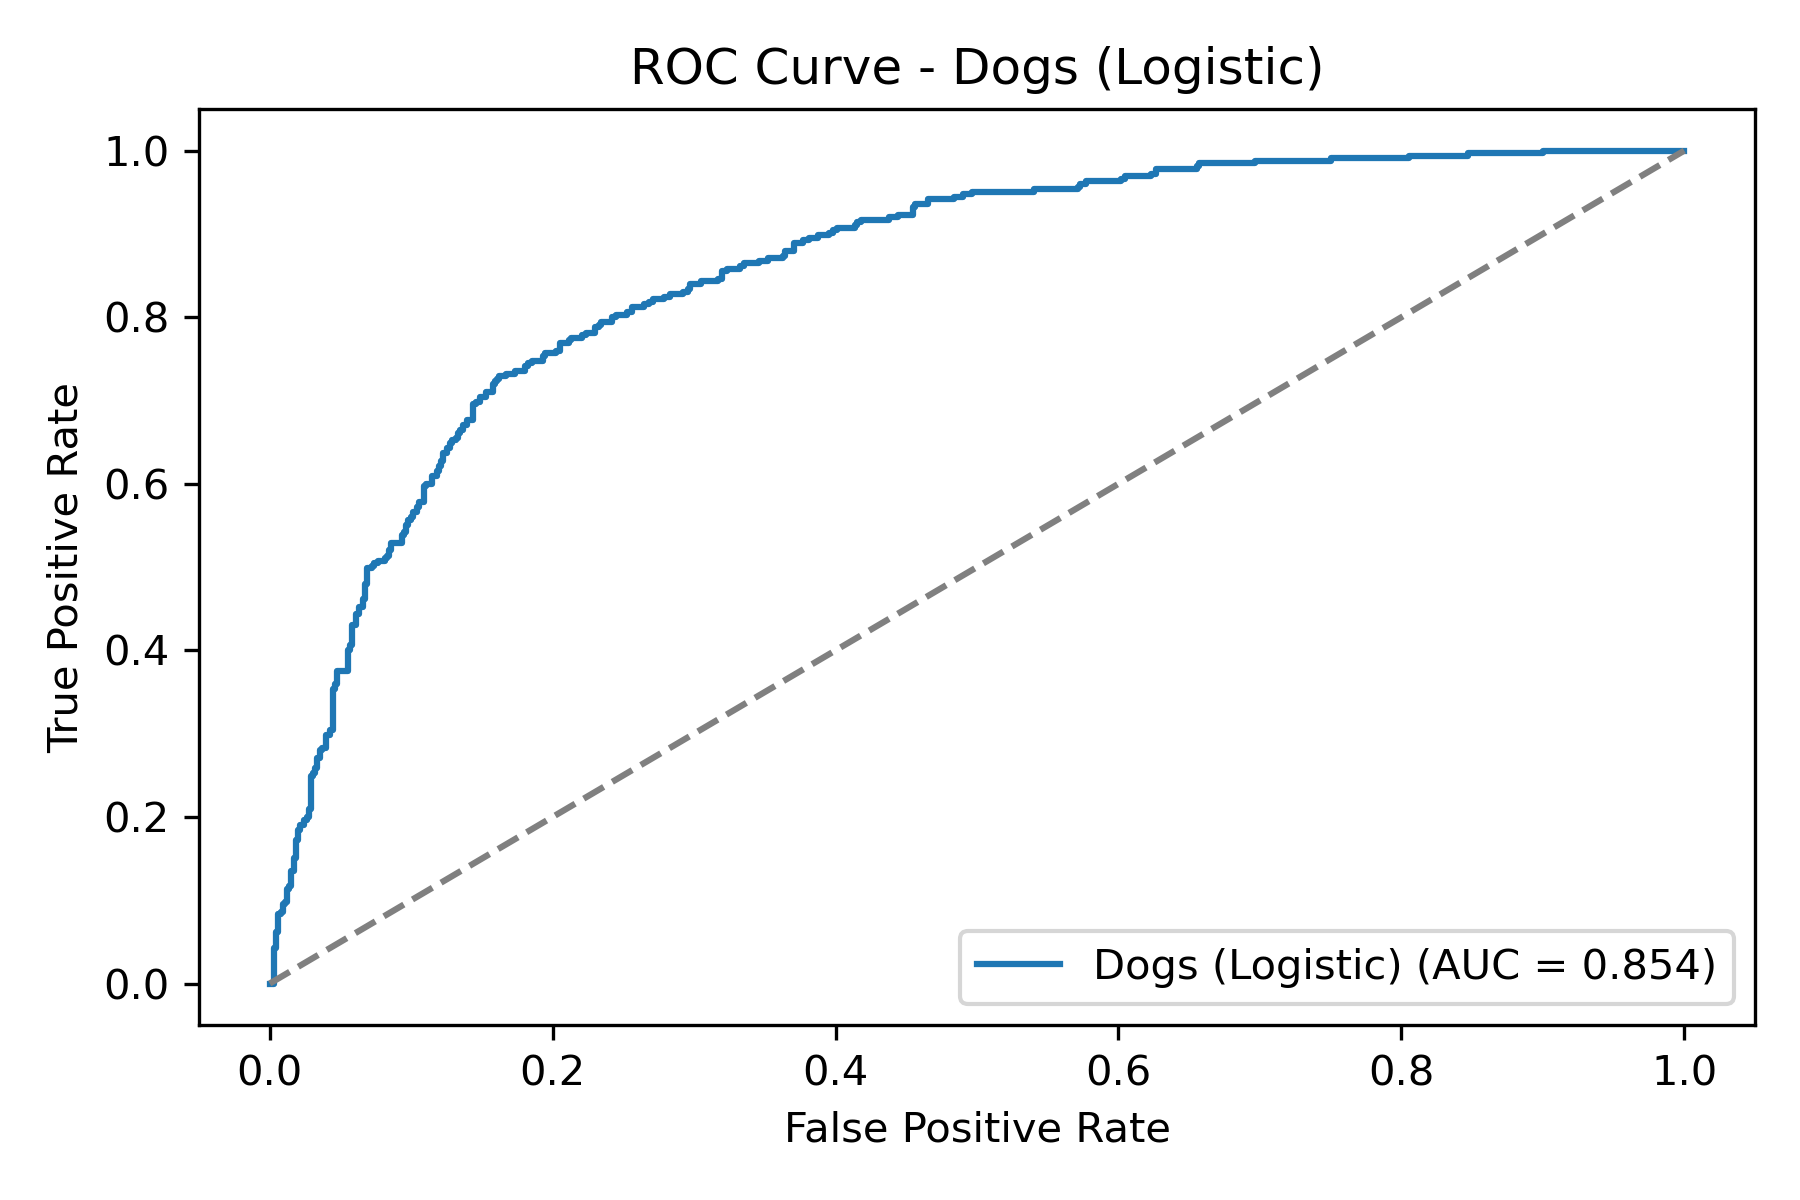 ROC Curve - Dogs (Logistic)
True Positive Rate
1.0
0.8
0.6
0.4
0.2
0.0
Dogs (Logistic) (AUC = 0.854)
0.0 0.2 0.4 0.6 0.8 1.0
False Positive Rate